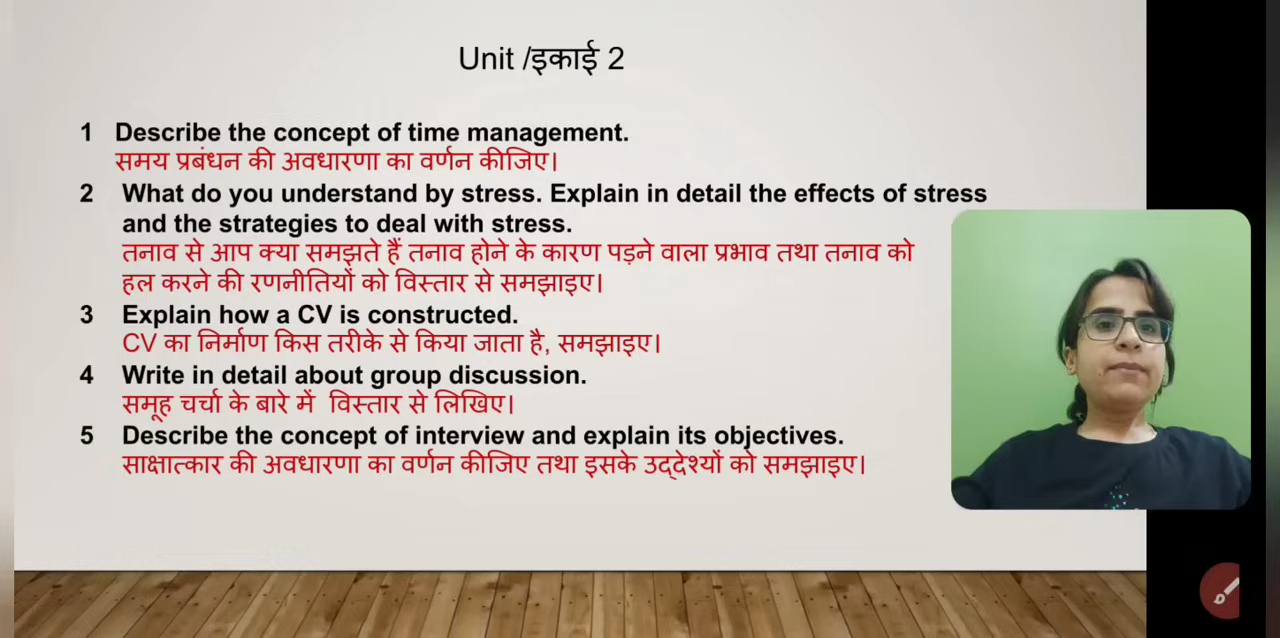 Unit /इकाई 2
1 Describe the concept of time management.
समय प्रबंधन की अवधारणा का वर्णन कीजिए।
2 What do you understand by stress. Explain in detail the effects of stress
and the strategies to deal with stress.
तनाव से आप क्या समझते हैं तनाव होने के कारण पड़ने वाला प्रभाव तथा तनाव को
हल करने की रणनीतियों को विस्तार से समझाइए।
3 Explain how a CV is constructed.
CV का निर्माण किस तरीके से किया जाता है, समझाइए।
4 Write in detail about group discussion.
समूह चर्चा के बारे में विस्तार से लिखिए।
5 Describe the concept of interview and explain its objectives.
साक्षात्कार की अवधारणा का वर्णन कीजिए तथा इसके उद्देश्यों को समझाइए।